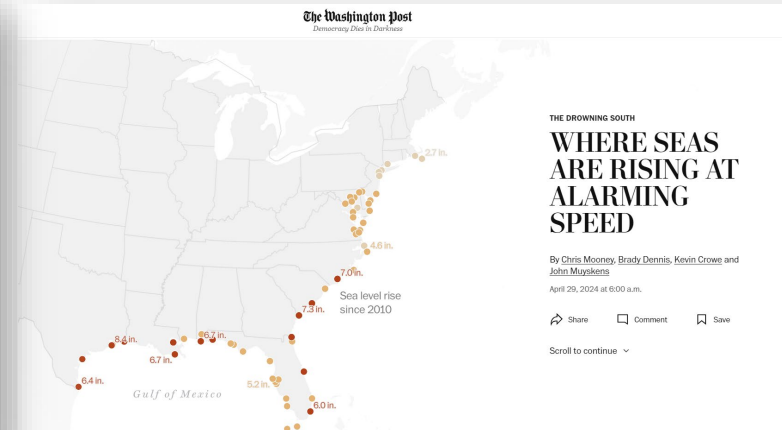 The Washington Post
Democracy Dies in Darkness
THE DROWNING SOUTH
WHERE SEAS
ARE RISING AT
ALARMING
SPEED
By Chris Mooney, Brady Dennis, Kevin Crowe and
John Muyskens
April 29, 2024 at 6:00 a.m.
Share
Comment
Save
Scroll to continue
2.7 in.
4.6 in.
7.0 in.
Sea level rise
since 2010
7.3 in.
8.4 in.
6.7 in.
6.7 in.
6.4 in.
5.2 in.
Gulf of Mexico
6.0 in.